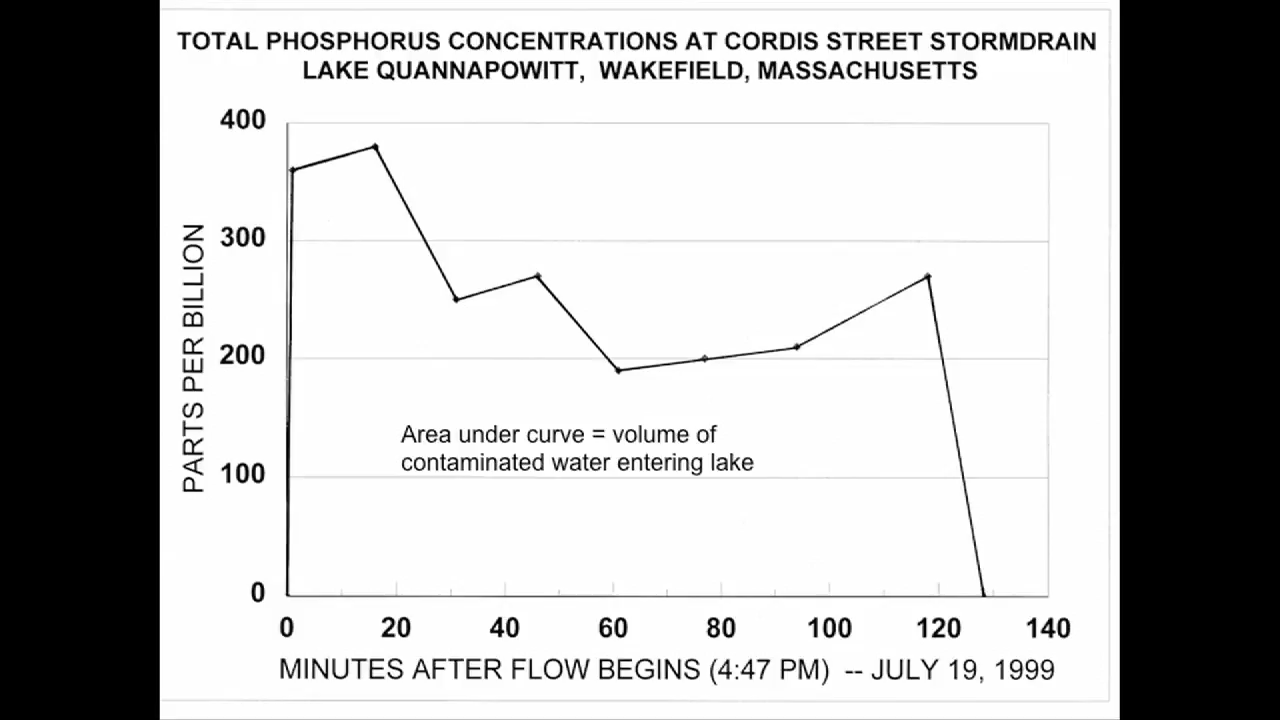 TOTAL PHOSPHORUS CONCENTRATIONS AT CORDIS STREET STORMDRAIN
LAKE QUANNAPOWITT, WAKEFIELD, MASSACHUSETTS
400
300
200
100
0
PARTS PER BILLION
Area under curve = volume of
contaminated water entering lake
0 20 40 60 80 100 120 140
MINUTES AFTER FLOW BEGINS (4:47 PM) -- JULY 19, 1999